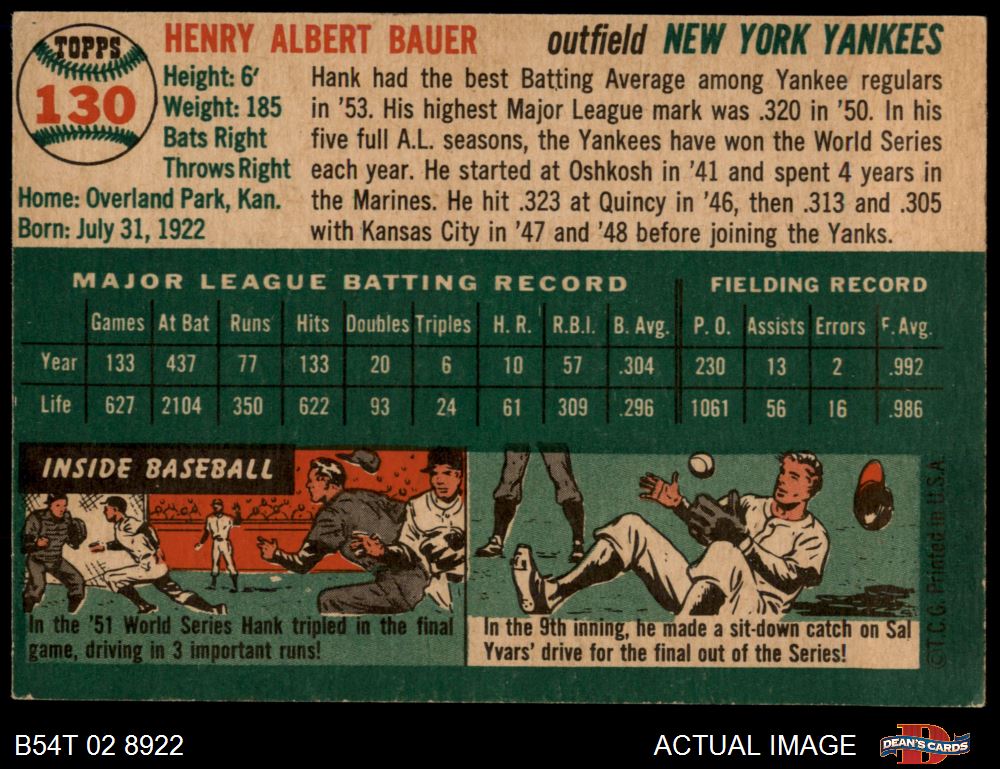 TOPPS
130
HENRY ALBERT BAUER outfield NEW YORK YANKEES
Height: 6'
Weight: 185
Bats Right
Throws Right
Home: Overland Park, Kan.
Born: July 31, 1922
Hank had the best Batting Average among Yankee regulars
in '53. His highest Major League mark was .320 in '50. In his
five full A.L. seasons, the Yankees have won the World Series
each year. He started at Oshkosh in '41 and spent 4 years in
the Marines. He hit .323 at Quincy in '46, then .313 and .305
with Kansas City in '47 and '48 before joining the Yanks.
MAJOR LEAGUE BATTING RECORD FIELDING RECORD
Games At Bat Runs Hits Doubles Triples H. R. R.B.I. B. Avg. P. O. Assists Errors F. Avg.
Year 133 437 77 133 20 6 10 57 .304 230 13 2 .992
Life 627 2104 350 622 93 24 61 309 .296 1061 56 16 .986
INSIDE BASEBALL
In the '51 World Series Hank tripled in the final
game, driving in 3 important runs!
In the 9th inning, he made a sit-down catch on Sal
Yvars' drive for the final out of the Series!
©T.C.G. Printed in U.S.A.
B54T 02 8922
ACTUAL IMAGE
B
DEAN'S CARDS